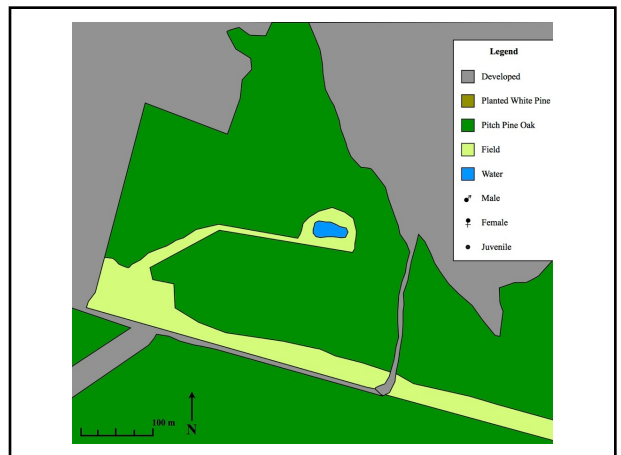 Legend
Developed
Planted White Pine
Pitch Pine Oak
Field
Water
Male
Female
Juvenile
100 m
N